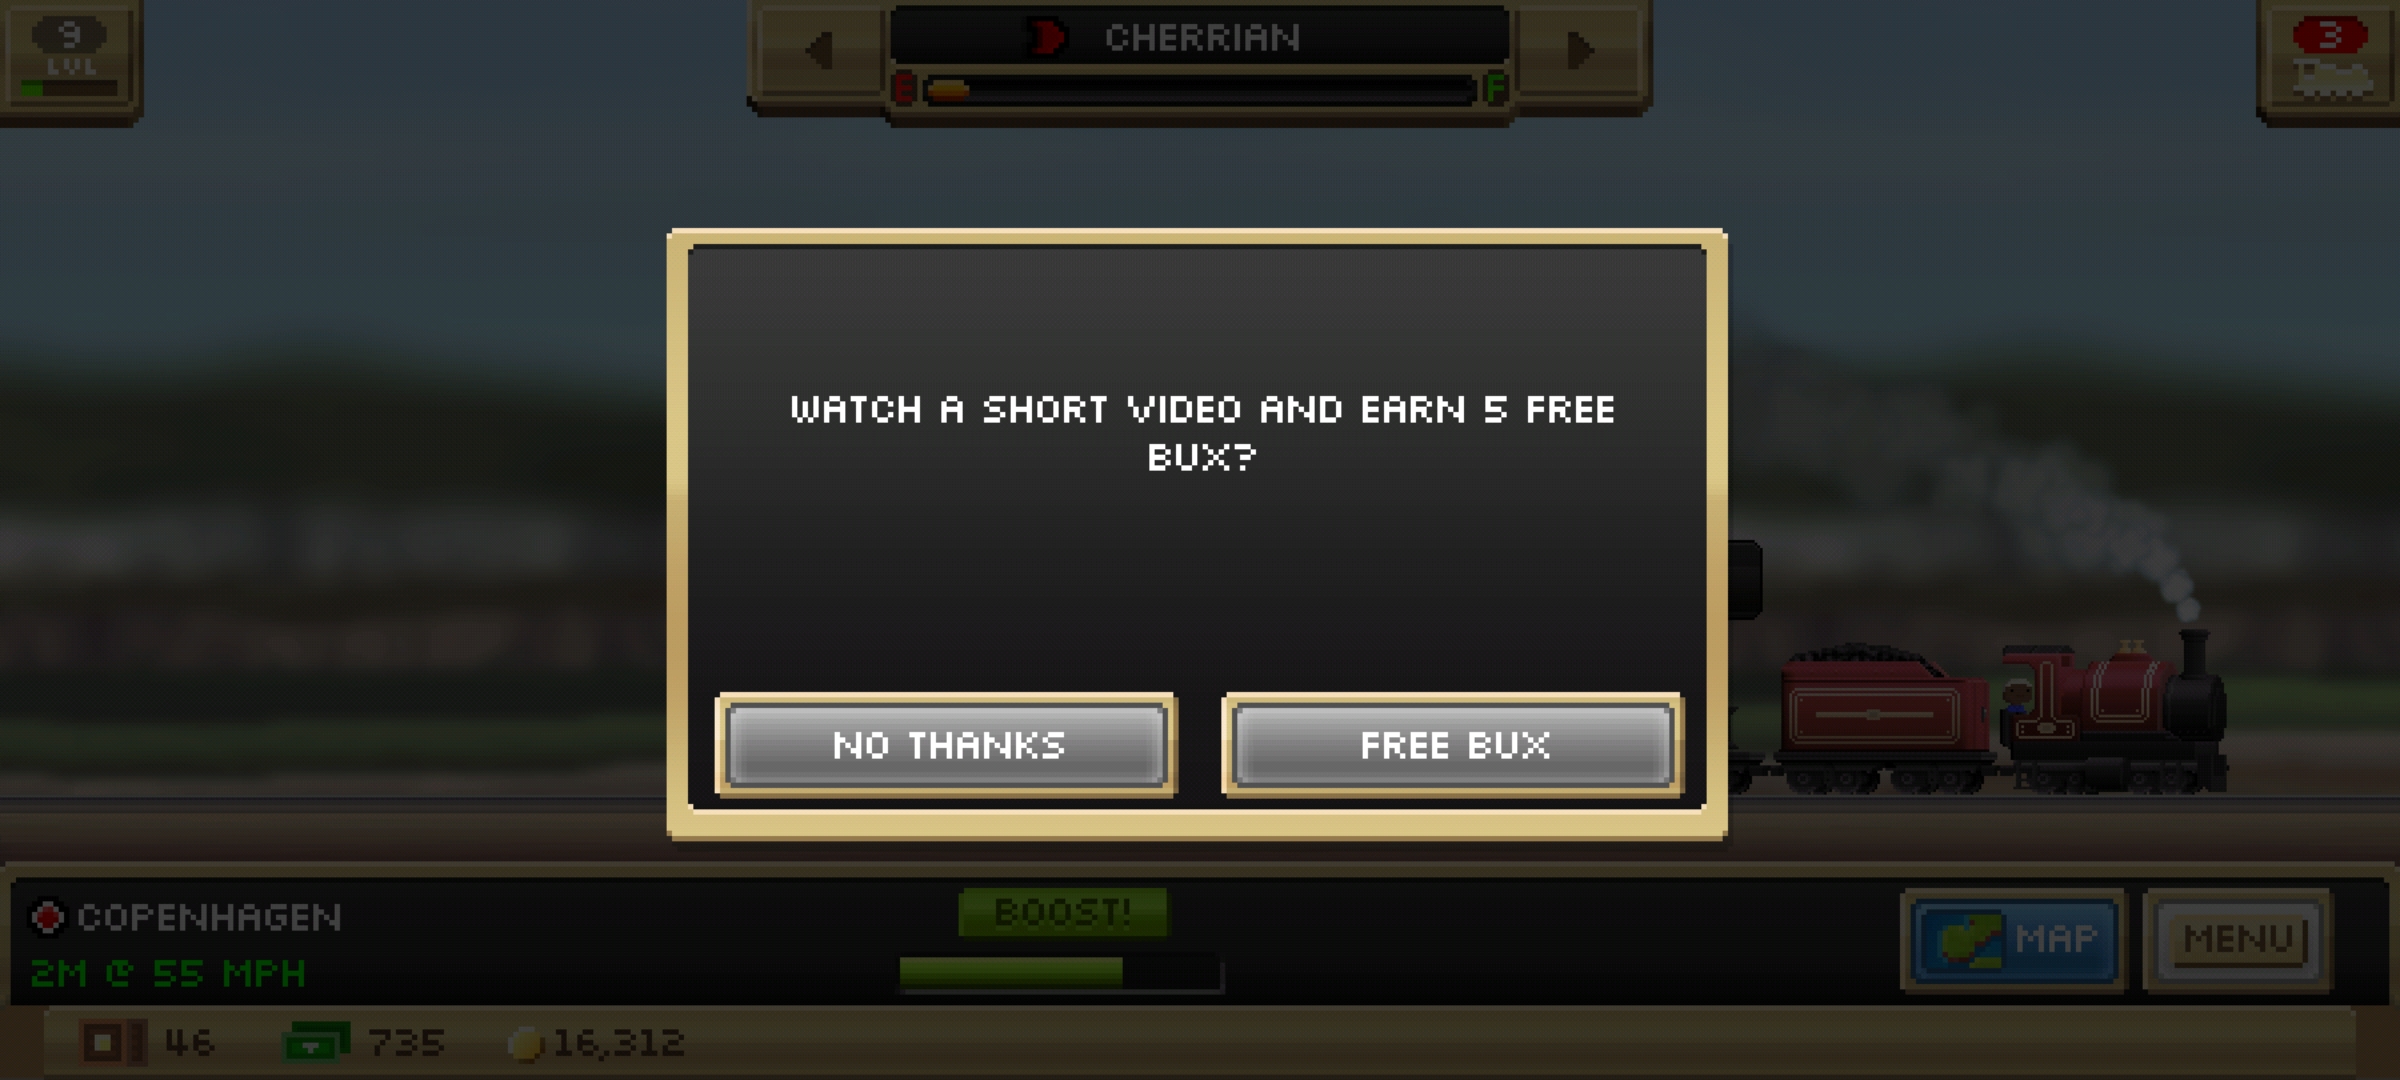 9
LVL
CHERRIAN
E
F
3
WATCH A SHORT VIDEO AND EARN 5 FREE
BUX?
NO THANKS
FREE BUX
COPENHAGEN
2M @ 55 MPH
BOOST!
MAP
MENU
46
735
16,312